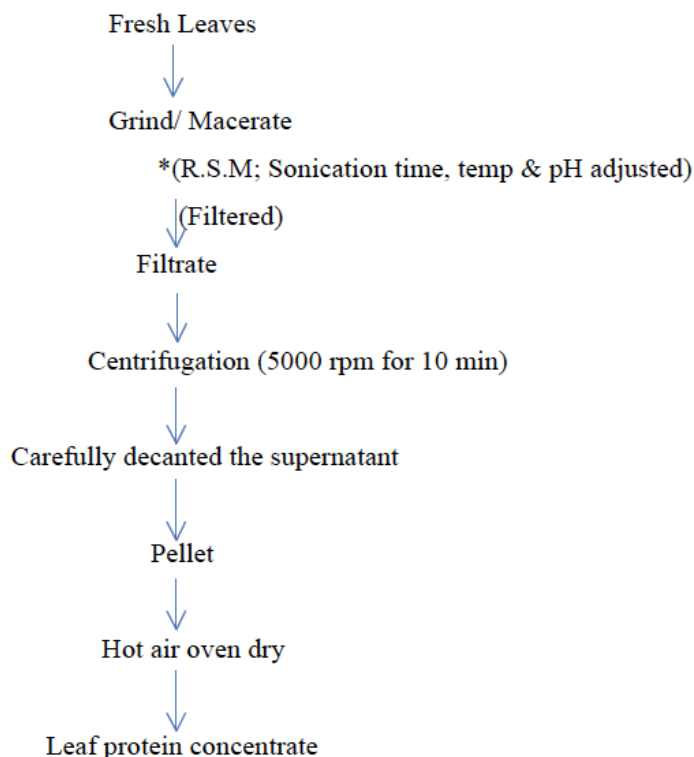 Fresh Leaves
Grind/ Macerate
*(R.S.M; Sonication time, temp & pH adjusted)
(Filtered)
Filtrate
Centrifugation (5000 rpm for 10 min)
Carefully decanted the supernatant
Pellet
Hot air oven dry
Leaf protein concentrate